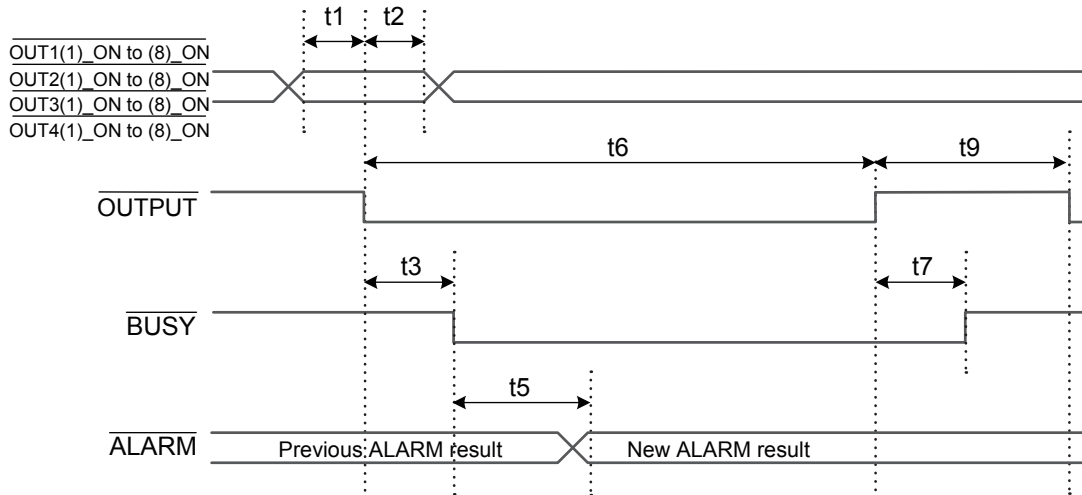 t1 t2
OUT1(1)_ON to (8)_ON
OUT2(1)_ON to (8)_ON
OUT3(1)_ON to (8)_ON
OUT4(1)_ON to (8)_ON
t6 t9
OUTPUT
t3 t7
BUSY
t5
ALARM Previous ALARM result New ALARM result